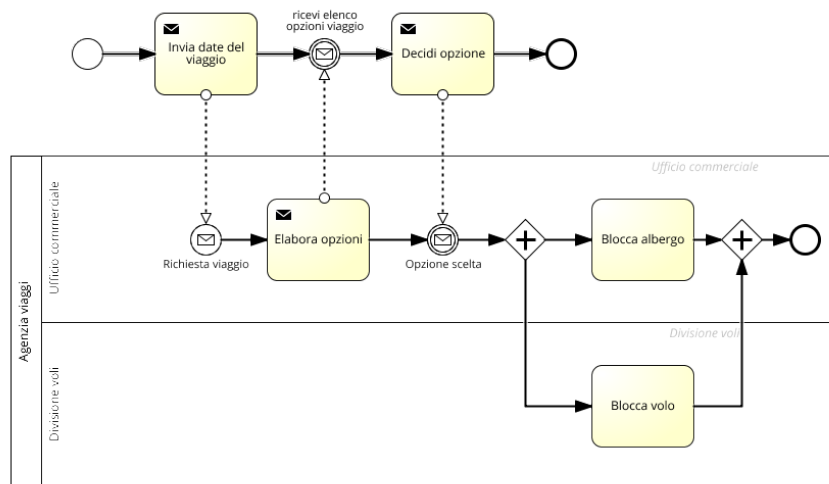 ricevi elenco
opzioni viaggio
Invia date del
viaggio
Decidi opzione
Agenzia viaggi
Ufficio commerciale
Ufficio commerciale
Elabora opzioni
Blocca albergo
Richiesta viaggio
Opzione scelta
Divisione voli
Divisione voli
Blocca volo